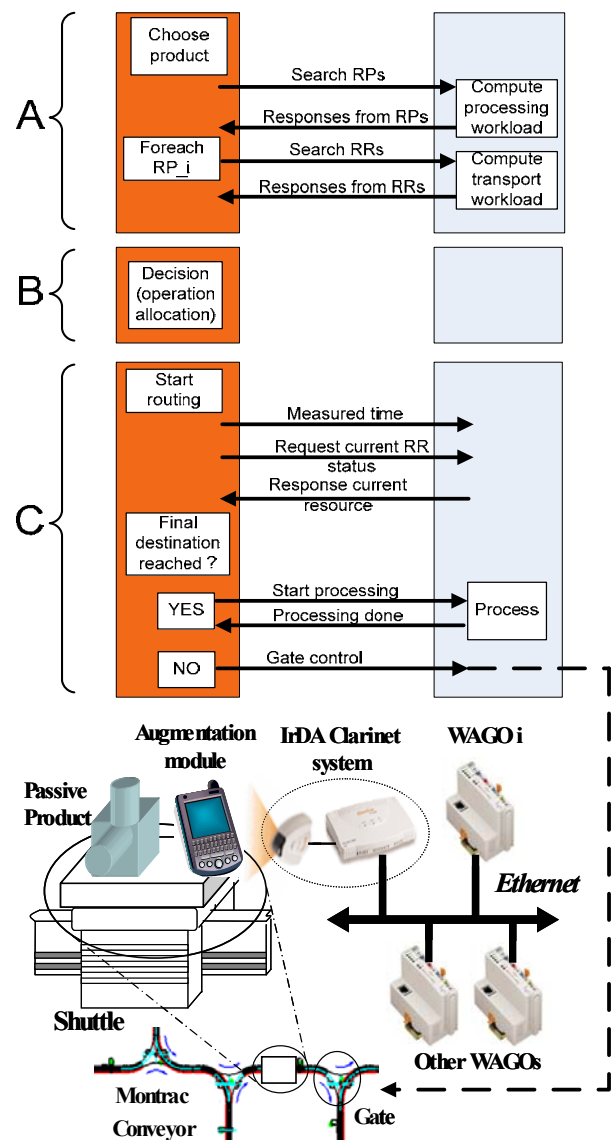 A
Choose
product
Search RPs
Compute
processing
workload
Responses from RPs
Foreach
RP_i
Search RRs
Compute
transport
workload
Responses from RRs
B
Decision
(operation
allocation)
C
Start
routing
Measured time
Request current RR
status
Response current
resource
Final
destination
reached ?
YES
Start processing
Processing done
Process
NO
Gate control
Augmentation
module
IrDA Clarinet
system
WAGO i
Passive
Product
Ethernet
Shuttle
Other WAGOs
Montrac
Conveyor
Gate